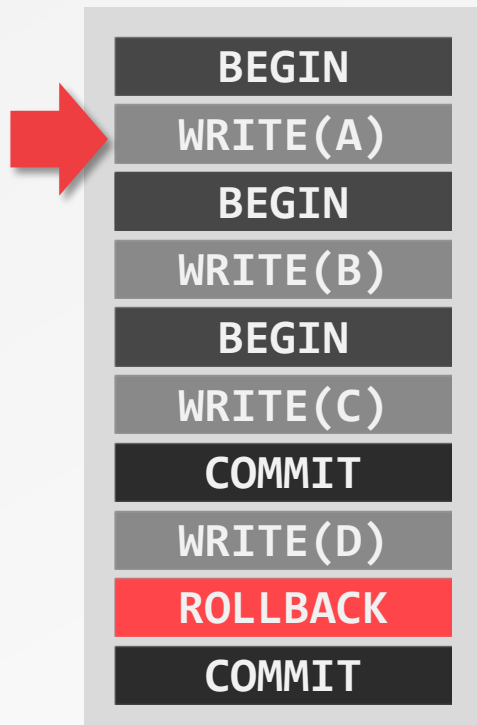 BEGIN
WRITE(A)
BEGIN
WRITE(B)
BEGIN
WRITE(C)
COMMIT
WRITE(D)
ROLLBACK
COMMIT